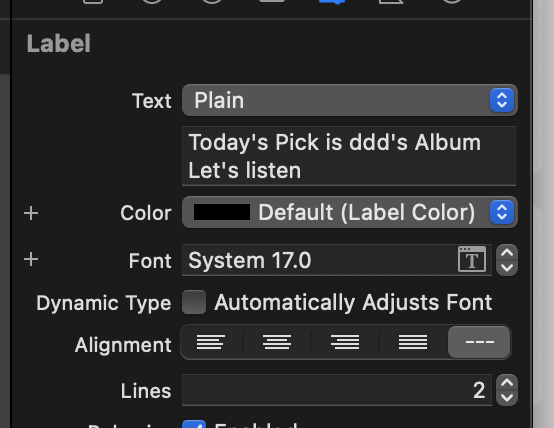 Label
Text Plain
Today's Pick is ddd's Album
Let's listen
Color Default (Label Color)
Font System 17.0 T
Dynamic Type Automatically Adjusts Font
Alignment
Lines 2
Enabled